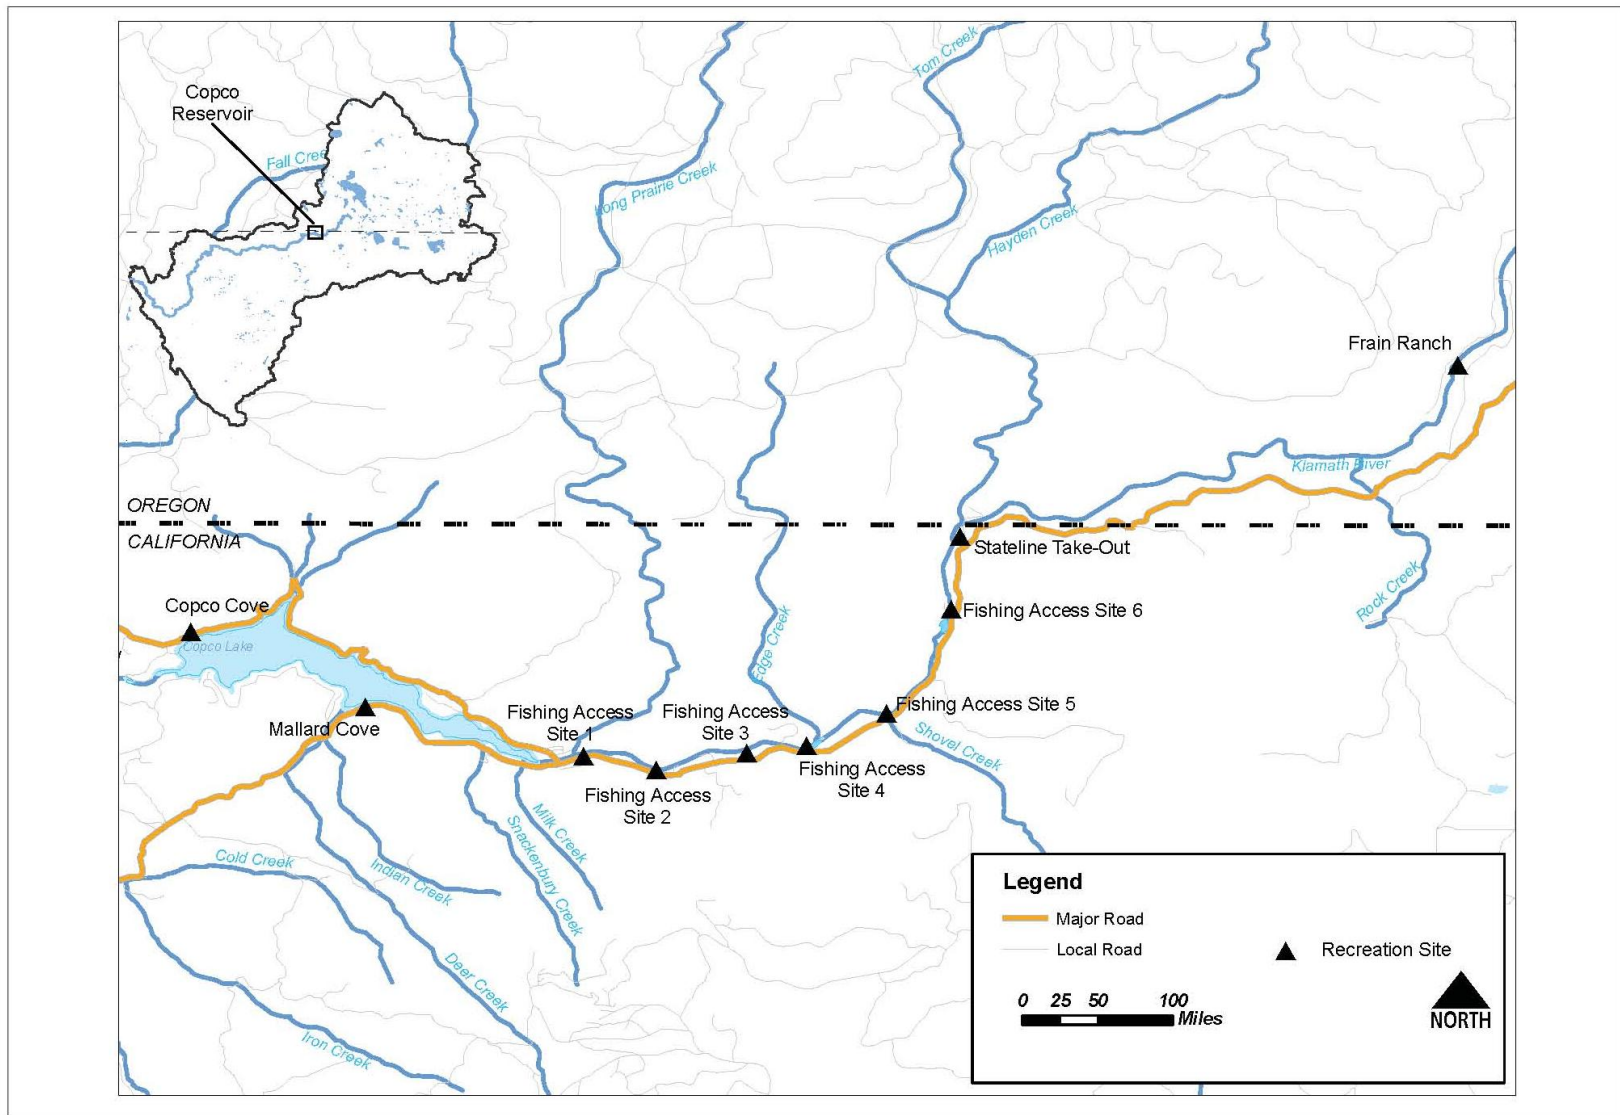 Copco
Reservoir
Fall Cree
Tom Creek
Long Prairie Creek
Hayden Creek
Frain Ranch
Klamath River
OREGON
CALIFORNIA
Stateline Take-Out
Rock Creek
Copco Cove
Fishing Access Site 6
Copco Lake
Edge Creek
Fishing Access Site 5
Mallard Cove
Fishing Access
Site 1
Fishing Access
Site 3
Shovel Creek
Fishing Access
Site 4
Fishing Access
Site 2
Milk Creek
Snackenbury Creek
Cold Creek
Indian Creek
Deer Creek
Iron Creek
Legend
Major Road
Local Road
Recreation Site
0 25 50 100
Miles
NORTH